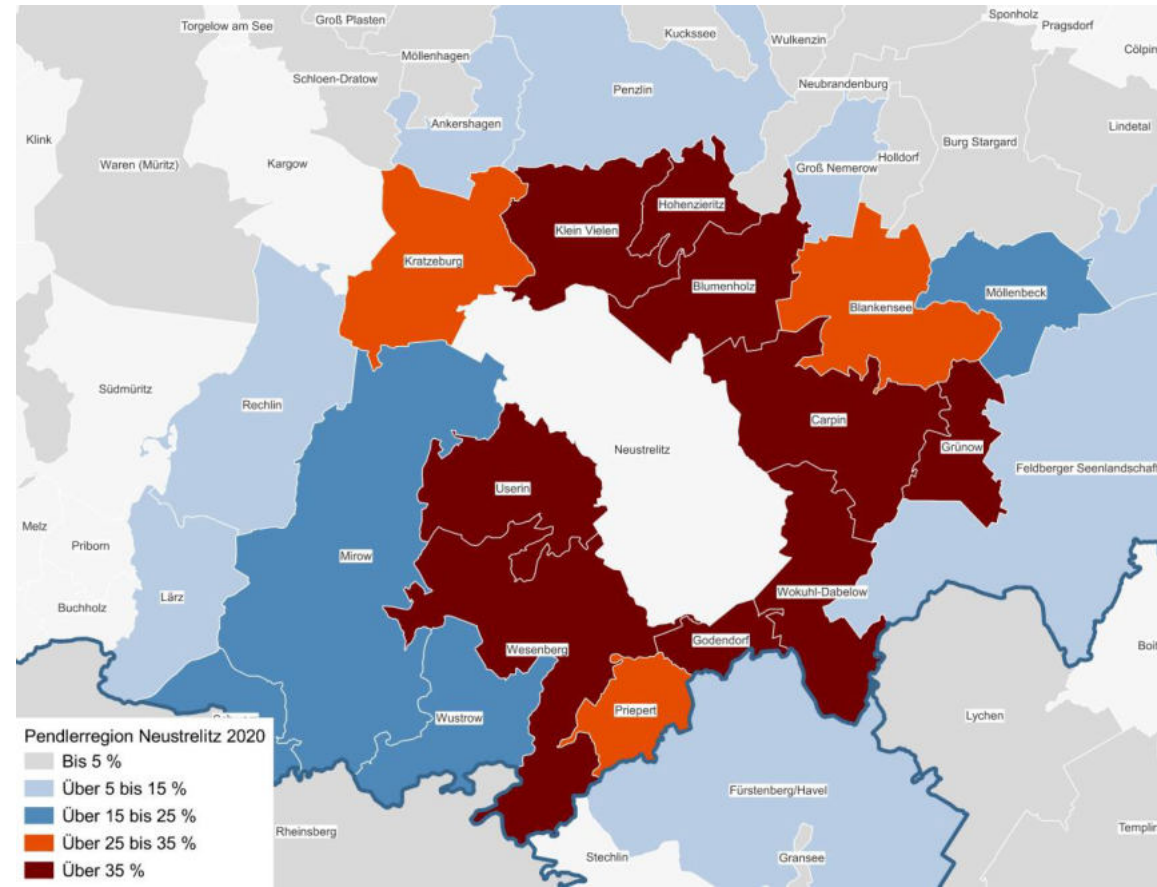 Groß Plasten
Sponholz
Torgelow am See
Pragsdorf
Kuckssee
Wulkenzin
Cölpin
Möllenhagen
Schloen-Dratow
Neubrandenburg
Penzlin
Ankershagen
Lindetal
Klink
Burg Stargard
Waren (Müritz)
Kargow
Groß Nemerow
Holldorf
Hohenzieritz
Klein Vielen
Kratzeburg
Blumenholz
Möllenbeck
Blankensee
Südmüritz
Rechlin
Carpin
Neustrelitz
Grünow
Feldberger Seenlandschaft
Userin
Melz
Priborn
Mirow
Lärz
Buchholz
Wokuhl-Dabelow
Godendorf
Wesenberg
Boit
Priepert
Lychen
Wustrow
Pendlerregion Neustrelitz 2020
Bis 5 %
Über 5 bis 15 %
Über 15 bis 25 %
Über 25 bis 35 %
Über 35 %
Fürstenberg/Havel
Rheinsberg
Templin
Stechlin
Gransee